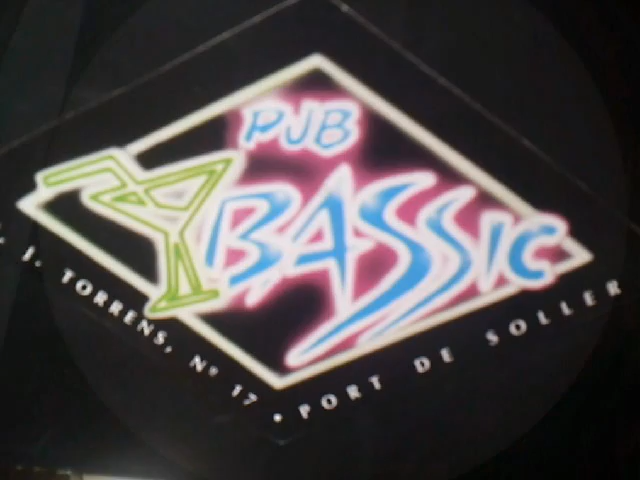 PUB
BASSIC
J. TORRENS, Nº 17 • PORT DE SOLLER